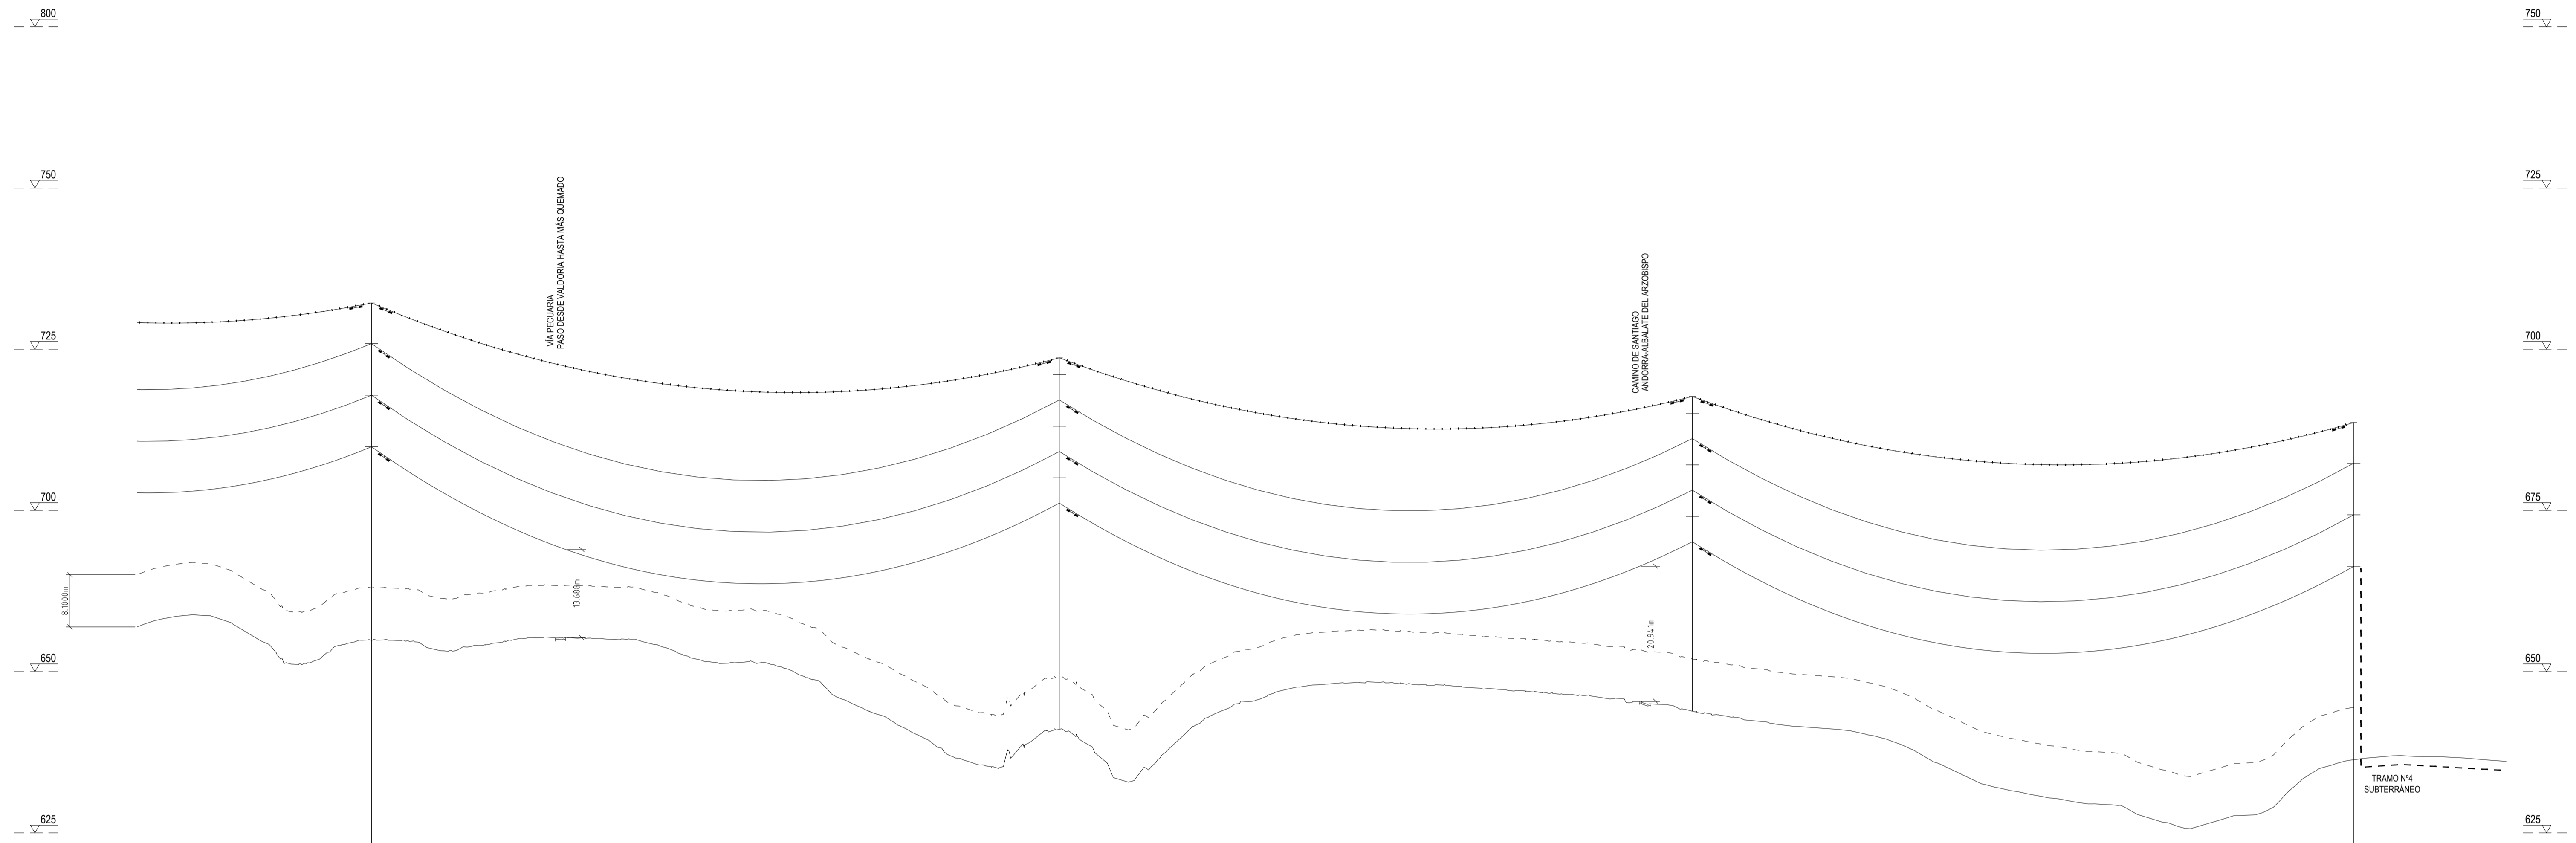 800
750
750
725
VÍA PECUARIA
PASO DESDE VALDORIA HASTA MÁS QUEMADO
CAMINO DE SANTIAGO
ANDORRA-ALBALATE DEL ARZOBISPO
725
700
700
675
8.1000m
13.688m
20.941m
650
650
TRAMO Nº4
SUBTERRÁNEO
625
625